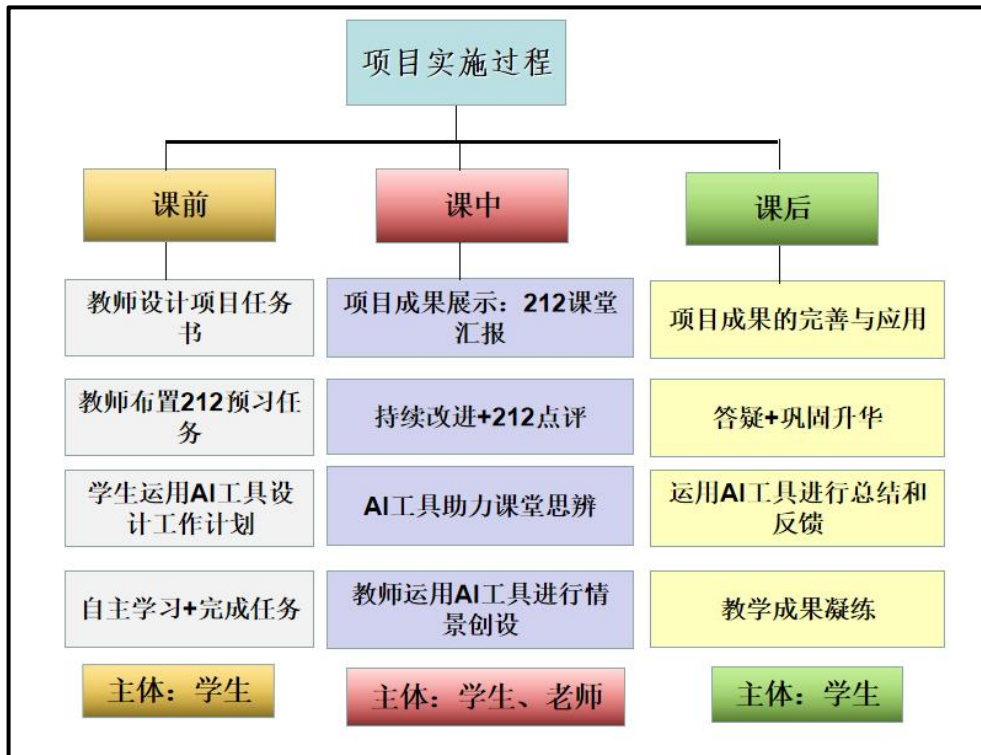 项目实施过程
课前
教师设计项目任务
书
教师布置212预习任
务
学生运用AI工具设
计工作计划
自主学习+完成任务
主体：学生
课中
项目成果展示：212课堂
汇报
持续改进+212点评
AI工具助力课堂思辨
教师运用AI工具进行情
景创设
主体：学生、老师
课后
项目成果的完善与应用
答疑+巩固升华
运用AI工具进行总结和
反馈
教学成果凝练
主体：学生